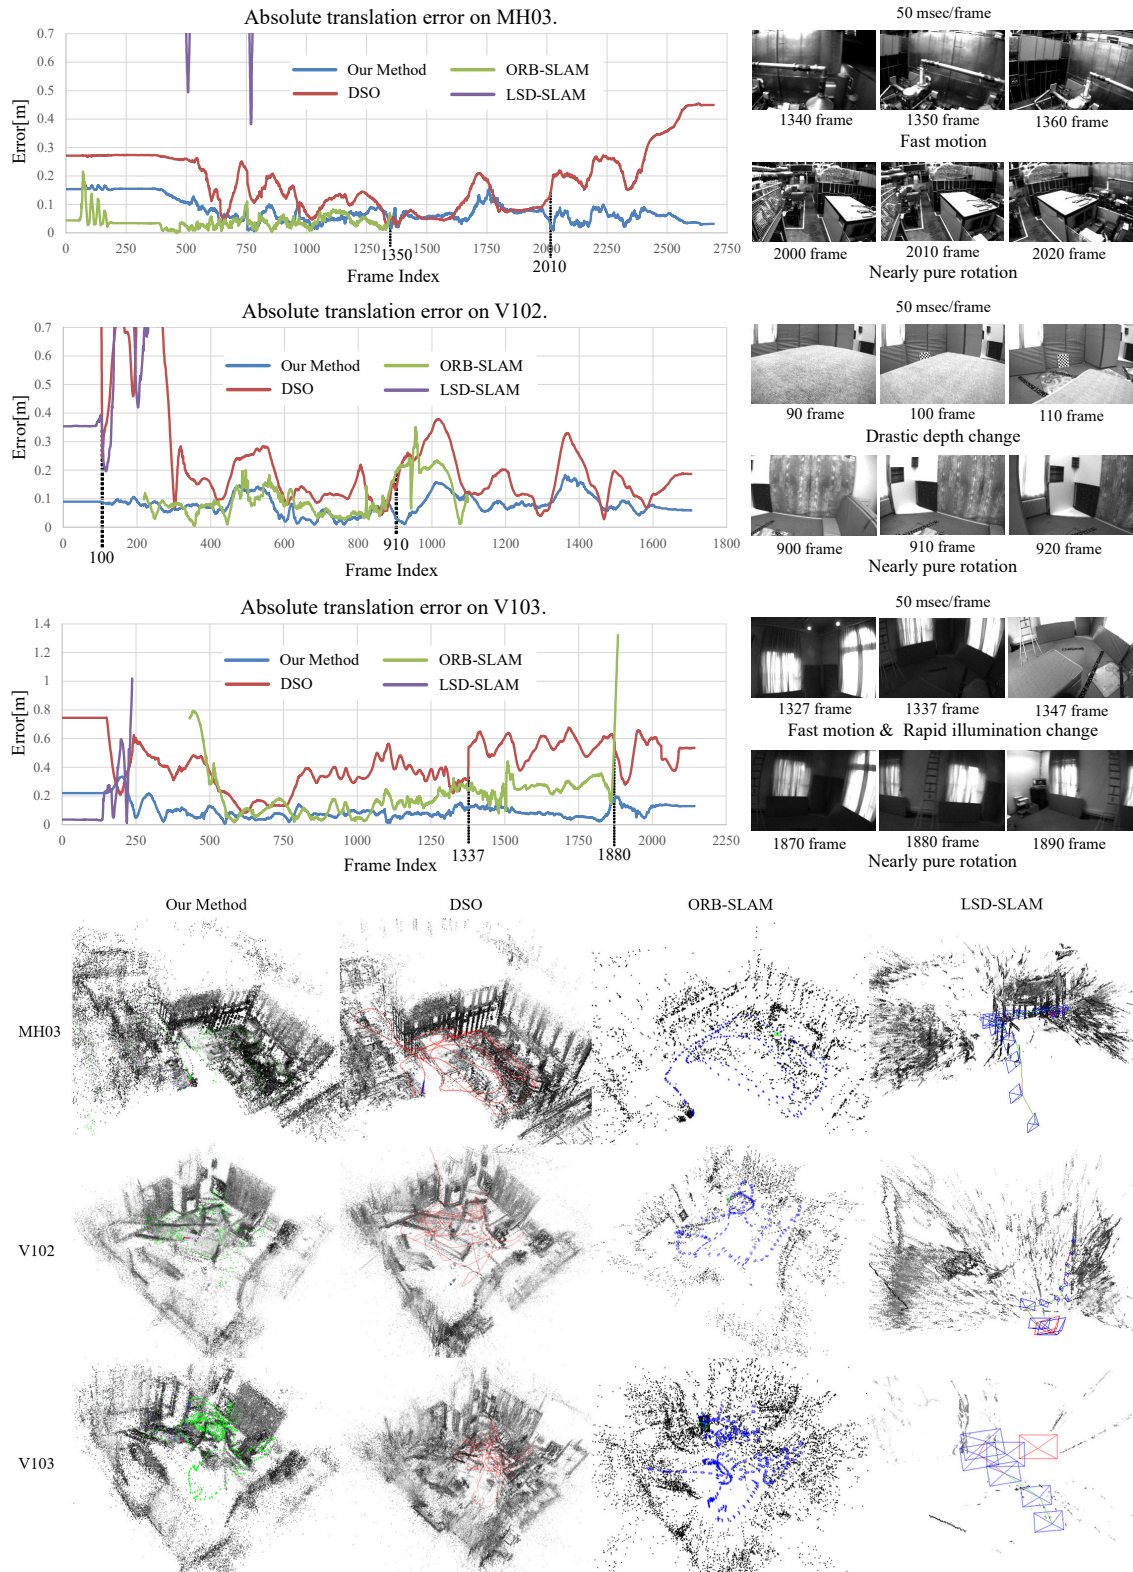 Absolute translation error on MH03.
0.7
0.6
0.5
0.4
0.3
0.2
0.1
0
Error[m]
Our Method
ORB-SLAM
DSO
LSD-SLAM
0 250 500 750 1000 1250 1500 1750 2000 2250 2500 2750
1350
2010
Frame Index
50 msec/frame
1340 frame
1350 frame
1360 frame
Fast motion
2000 frame
2010 frame
2020 frame
Nearly pure rotation
Absolute translation error on V102.
0.7
0.6
0.5
0.4
0.3
0.2
0.1
0
Error[m]
Our Method
ORB-SLAM
DSO
LSD-SLAM
0 200 400 600 800 1000 1200 1400 1600 1800
100
910
Frame Index
50 msec/frame
90 frame
100 frame
110 frame
Drastic depth change
900 frame
910 frame
920 frame
Nearly pure rotation
Absolute translation error on V103.
1.4
1.2
1
0.8
0.6
0.4
0.2
0
Error[m]
Our Method
ORB-SLAM
DSO
LSD-SLAM
0 250 500 750 1000 1250 1500 1750 2000 2250
1337
1880
Frame Index
50 msec/frame
1327 frame
1337 frame
1347 frame
Fast motion & Rapid illumination change
1870 frame
1880 frame
1890 frame
Nearly pure rotation
Our Method
DSO
ORB-SLAM
LSD-SLAM
MH03
V102
V103